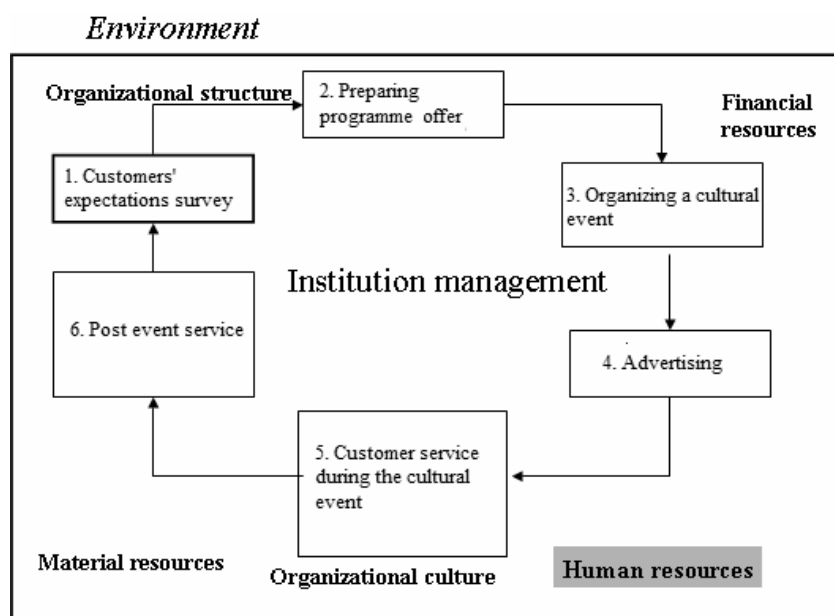 Environment
Organizational structure
2. Preparing
programme offer
Financial
resources
1. Customers'
expectations survey
3. Organizing a cultural
event
Institution management
6. Post event service
4. Advertising
5. Customer service
during the cultural
event
Material resources
Organizational culture
Human resources